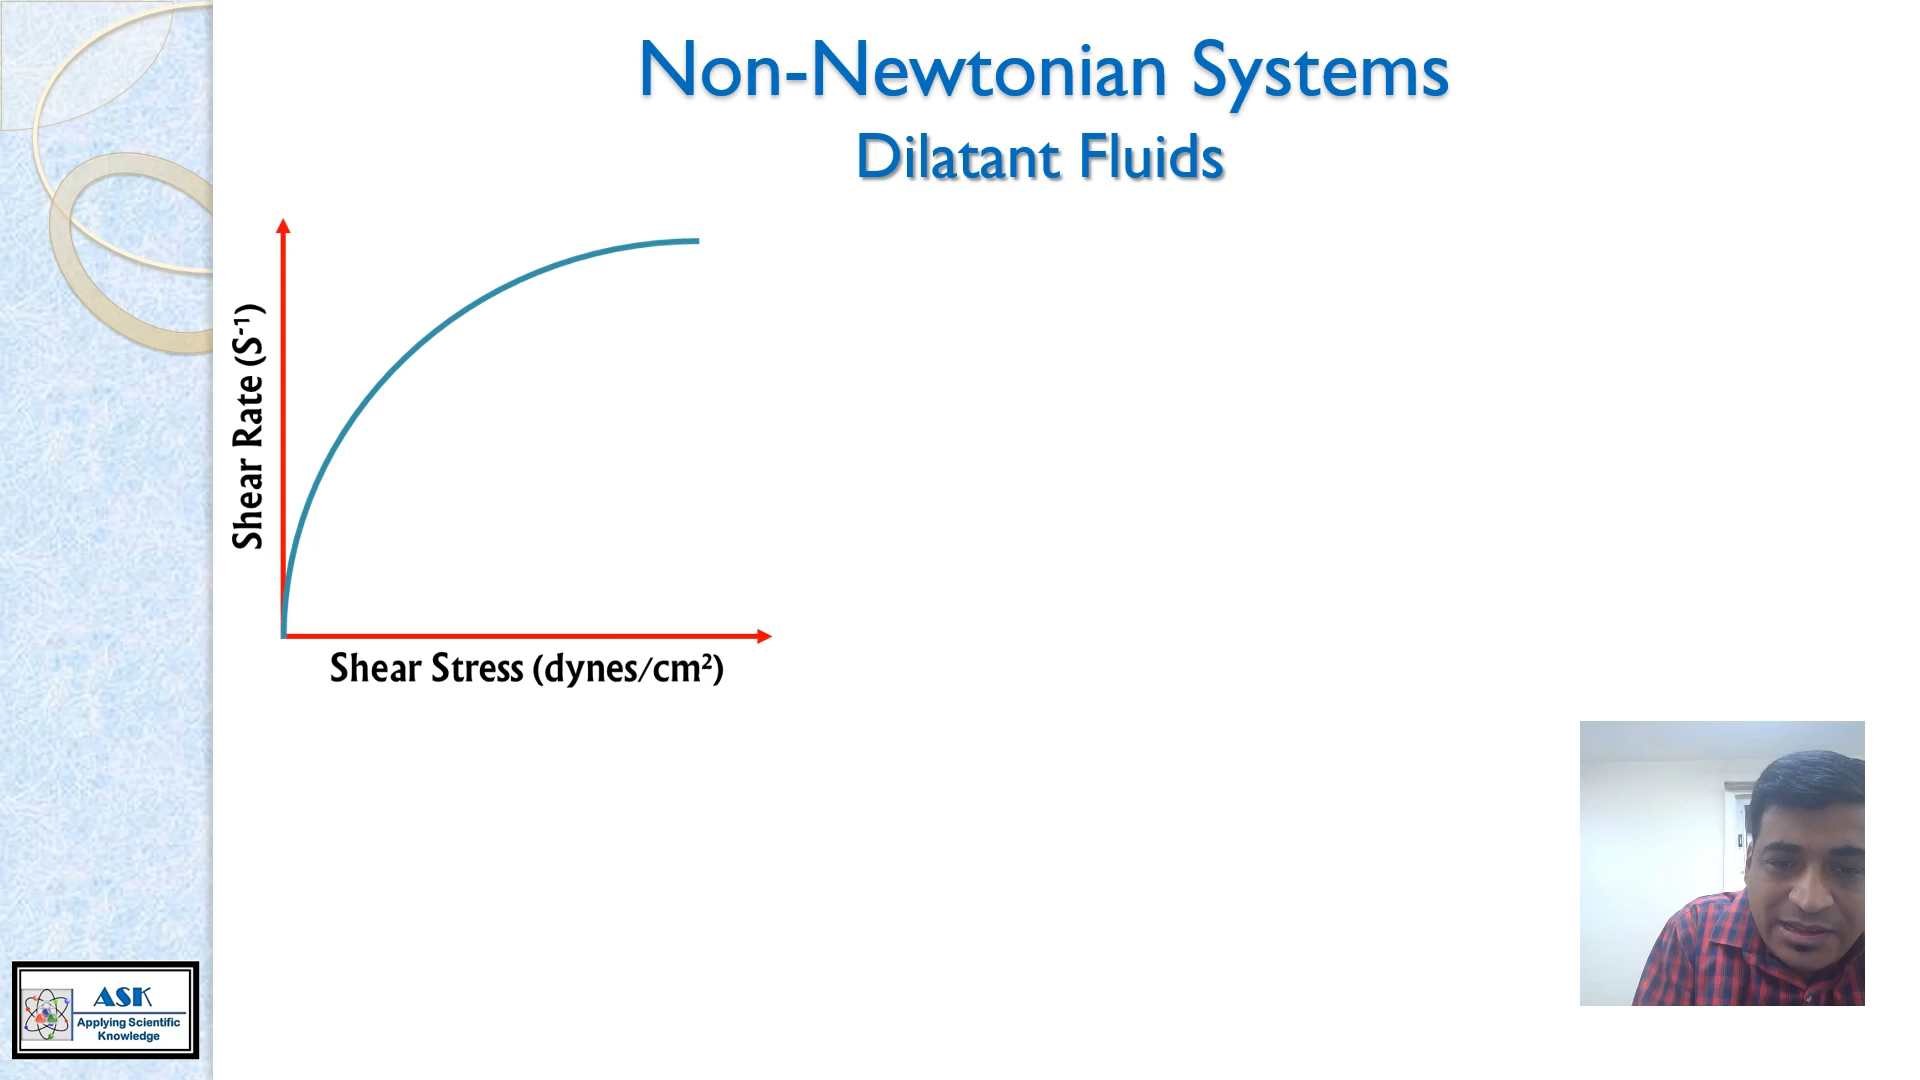 Non-Newtonian Systems
Dilatant Fluids
Shear Rate (S⁻¹)
Shear Stress (dynes/cm²)
ASK
Applying Scientific
Knowledge